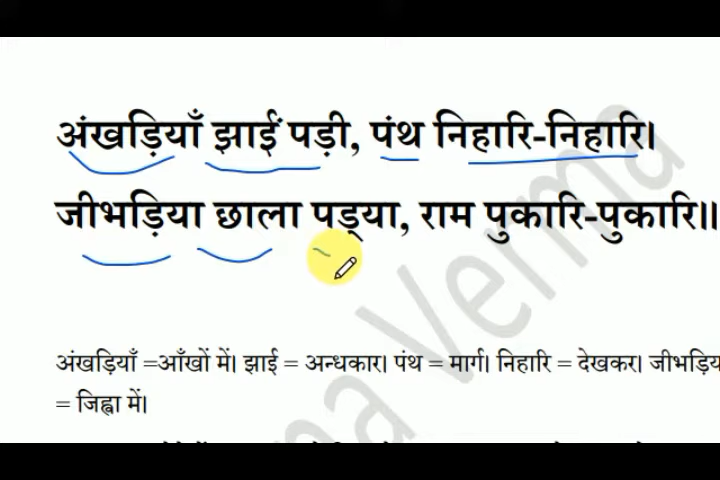 अंखड़ियाँ झाईं पड़ी, पंथ निहारि-निहारि।
जीभड़िया छाला पड़्या, राम पुकारि-पुकारि॥
अंखड़ियाँ =आँखों में। झाई = अन्धकार। पंथ = मार्ग। निहारि = देखकर। जीभड़िय
= जिह्वा में।